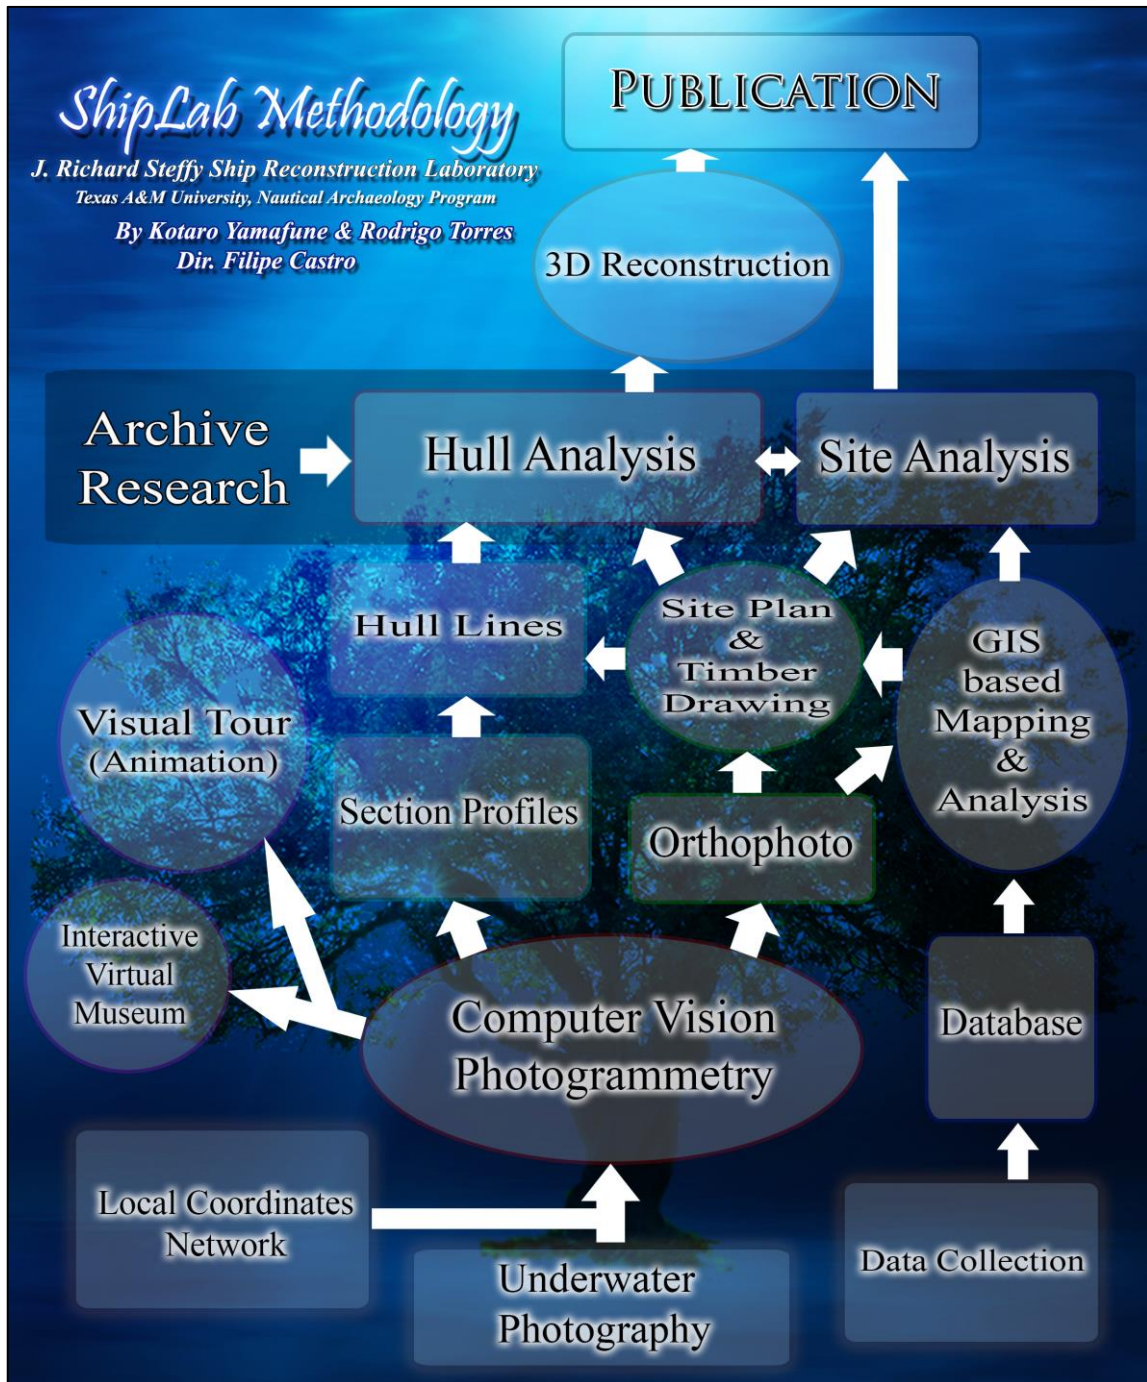 ShipLab Methodology
J. Richard Steffy Ship Reconstruction Laboratory
Texas A&M University, Nautical Archaeology Program
By Kotaro Yamafune & Rodrigo Torres
Dir. Filipe Castro
PUBLICATION
3D Reconstruction
Archive
Research
Hull Analysis
Site Analysis
Hull Lines
Site Plan
&
Timber
Drawing
GIS
based
Mapping
&
Analysis
Visual Tour
(Animation)
Section Profiles
Orthophoto
Interactive
Virtual
Museum
Computer Vision
Photogrammetry
Database
Local Coordinates
Network
Underwater
Photography
Data Collection